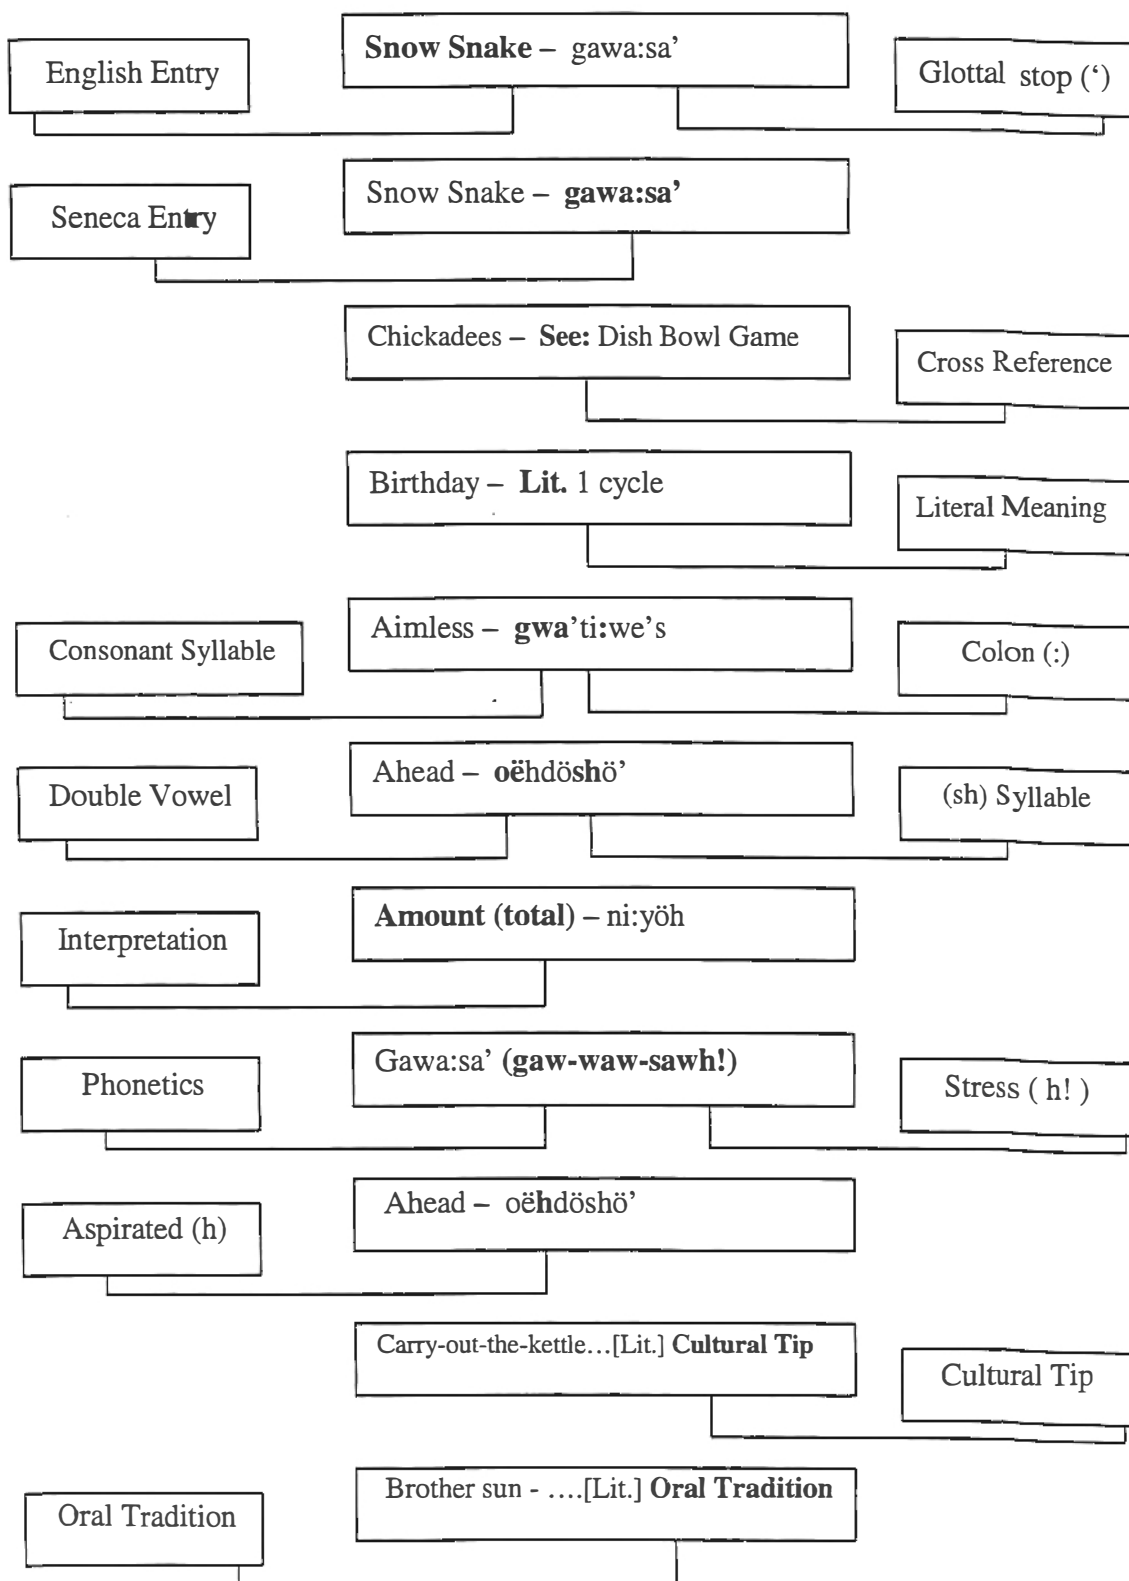 English Entry
Snow Snake – gawa:sa’
Glottal stop (‘)
Seneca Entry
Snow Snake – gawa:sa’
Chickadees – See: Dish Bowl Game
Cross Reference
Birthday – Lit. 1 cycle
Literal Meaning
Consonant Syllable
Aimless – gwa’ti:we’s
Colon (:)
Double Vowel
Ahead – oëhdöshö’
(sh) Syllable
Interpretation
Amount (total) – ni:yöh
Phonetics
Gawa:sa’ (gaw-waw-sawh!)
Stress ( h! )
Aspirated (h)
Ahead – oëhdöshö’
Carry-out-the-kettle…[Lit.] Cultural Tip
Cultural Tip
Oral Tradition
Brother sun - ….[Lit.] Oral Tradition